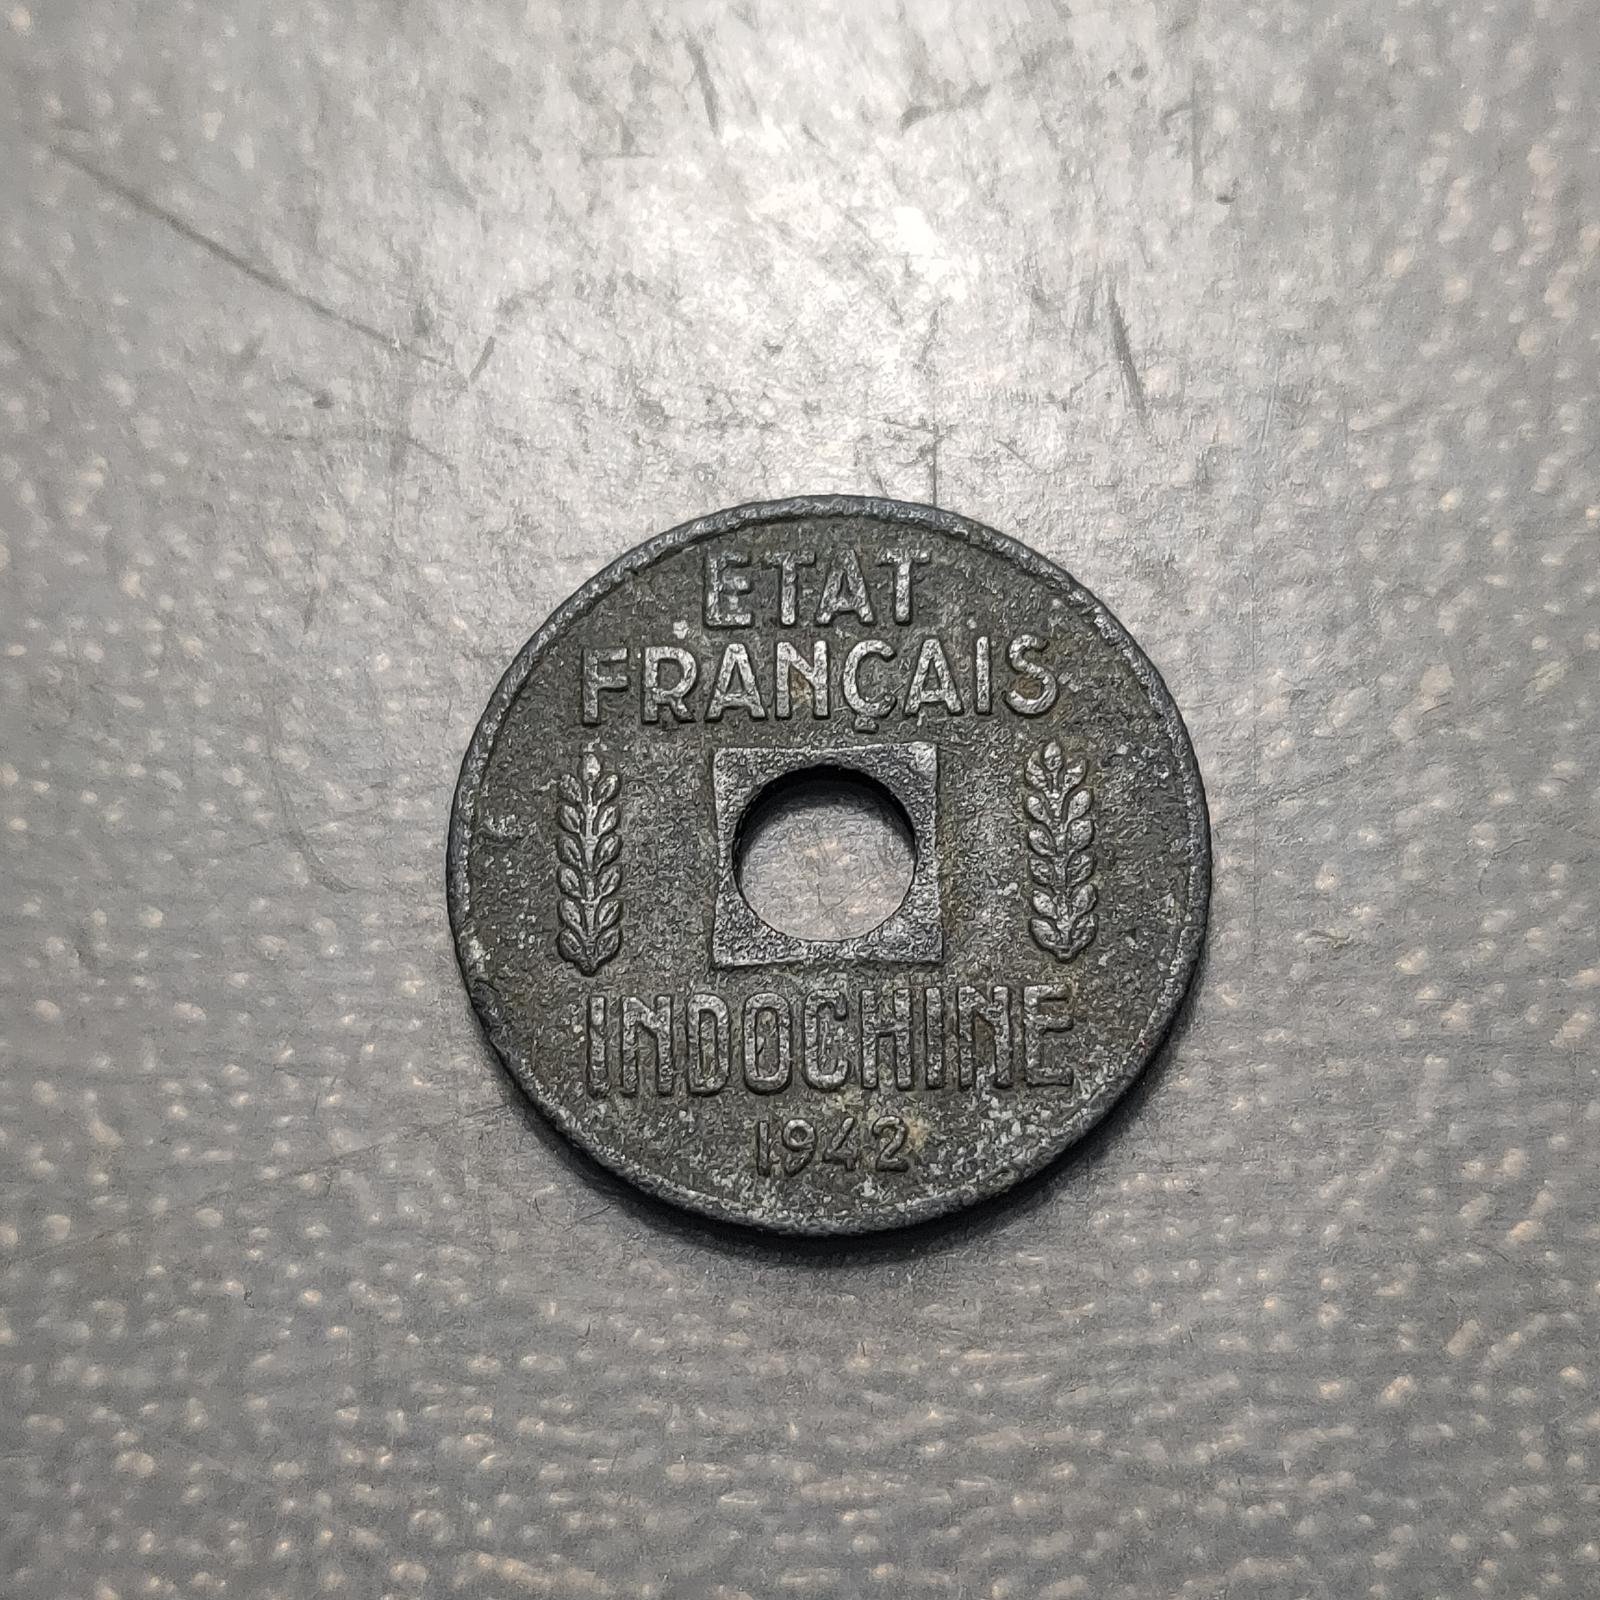 ETAT
FRANÇAIS
INDOCHINE
1942